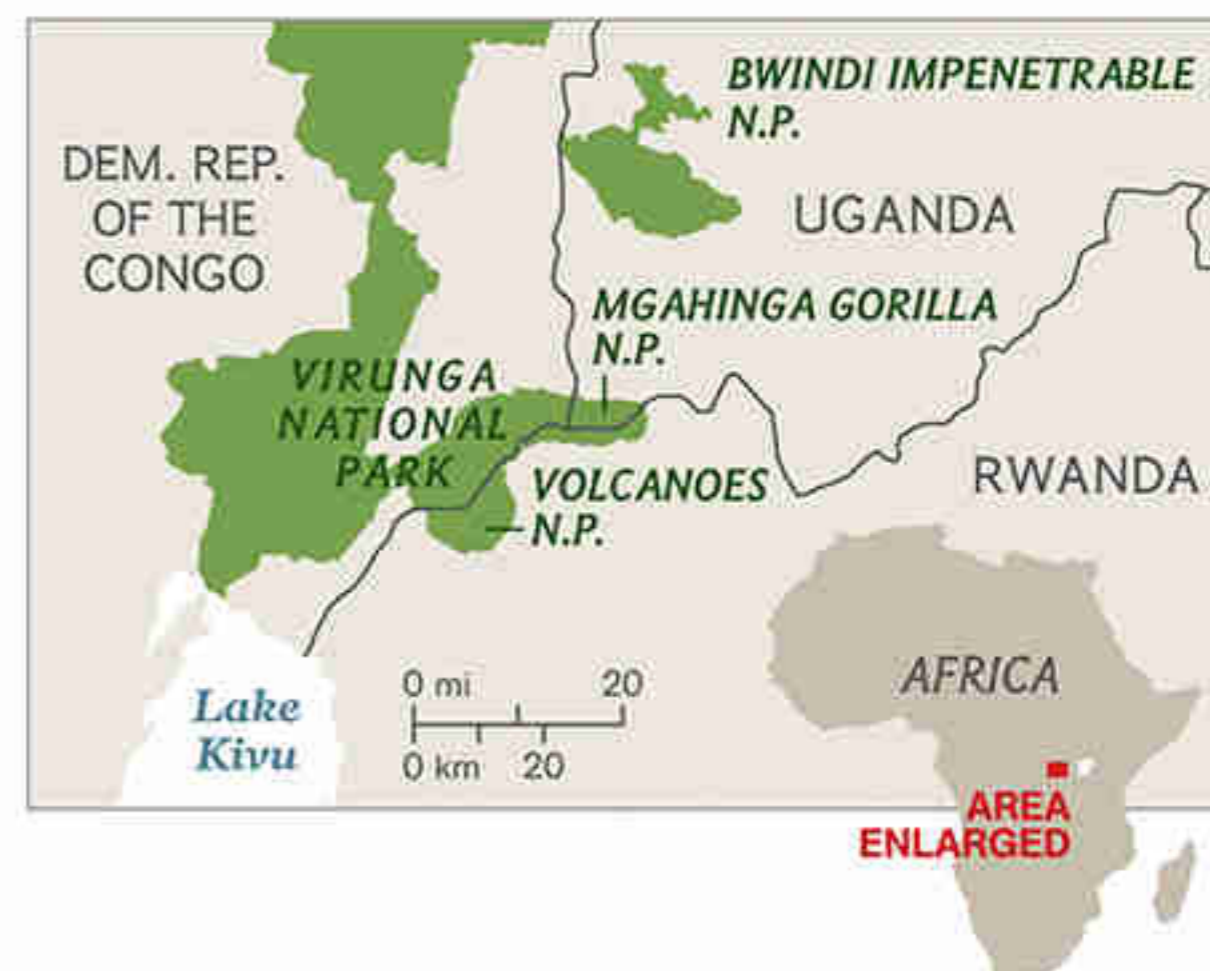 BWINDI IMPENETRABLE
N.P.
DEM. REP.
OF THE
CONGO
UGANDA
MGAHINGA GORILLA
N.P.
VIRUNGA
NATIONAL
PARK
VOLCANOES
N.P.
RWANDA
AFRICA
0 mi 20
0 km 20
Lake
Kivu
AREA
ENLARGED